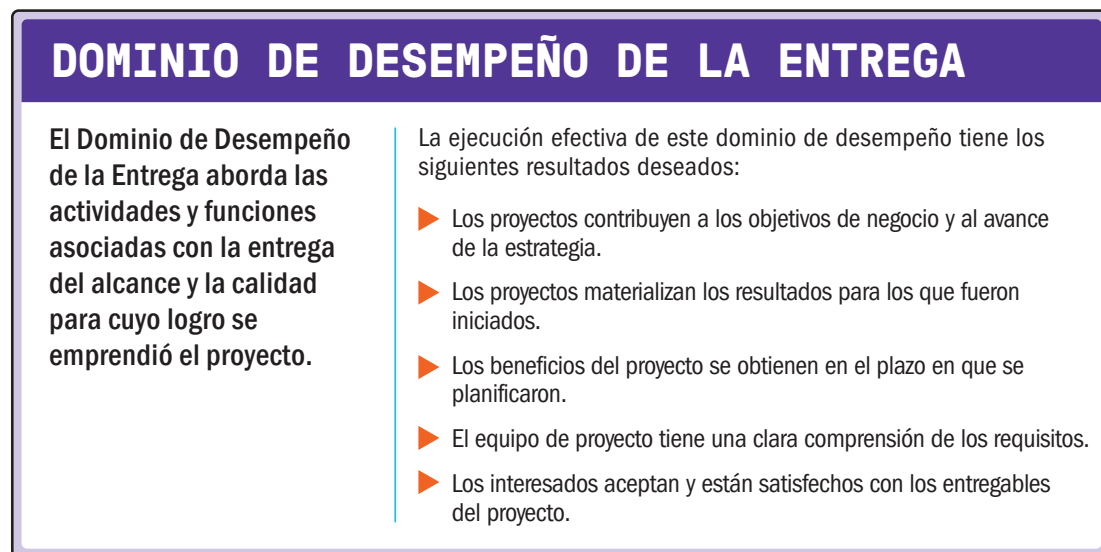 DOMINIO DE DESEMPEÑO DE LA ENTREGA
El Dominio de Desempeño
de la Entrega aborda las
actividades y funciones
asociadas con la entrega
del alcance y la calidad
para cuyo logro se
emprendió el proyecto.
La ejecución efectiva de este dominio de desempeño tiene los
siguientes resultados deseados:
Los proyectos contribuyen a los objetivos de negocio y al avance
de la estrategia.
Los proyectos materializan los resultados para los que fueron
iniciados.
Los beneficios del proyecto se obtienen en el plazo en que se
planificaron.
El equipo de proyecto tiene una clara comprensión de los requisitos.
Los interesados aceptan y están satisfechos con los entregables
del proyecto.